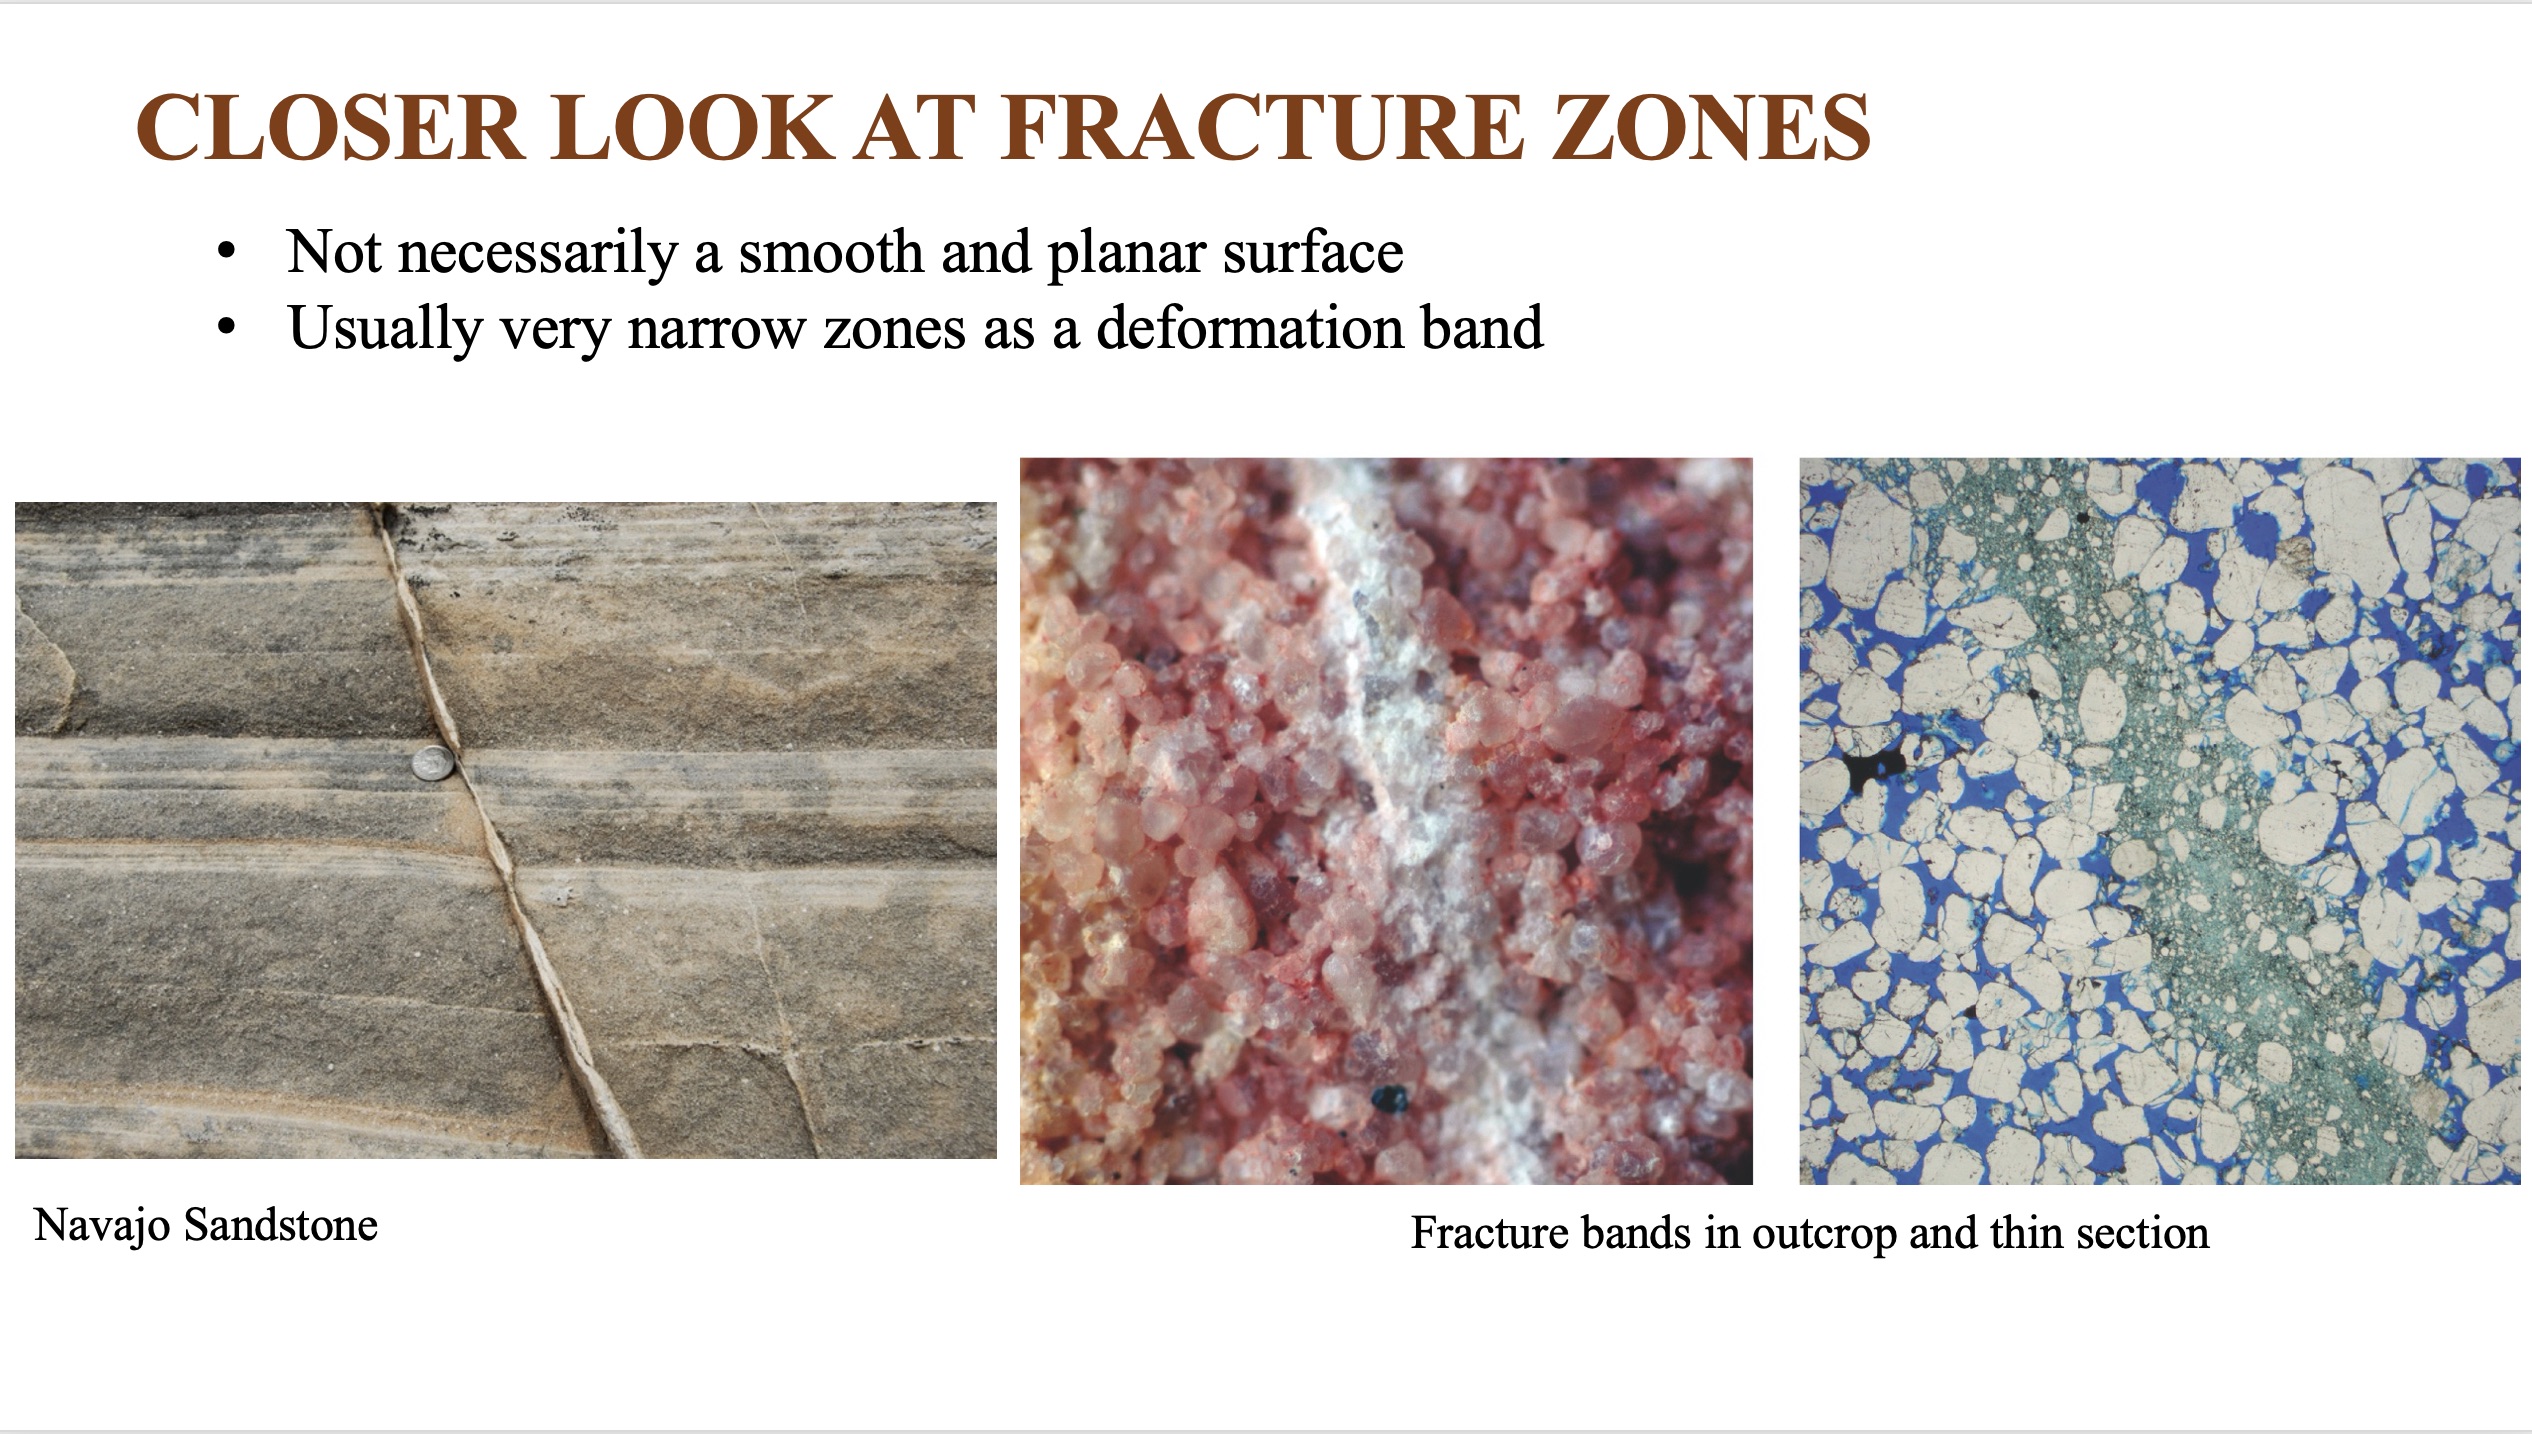 CLOSER LOOK AT FRACTURE ZONES
• Not necessarily a smooth and planar surface
• Usually very narrow zones as a deformation band
Navajo Sandstone
Fracture bands in outcrop and thin section